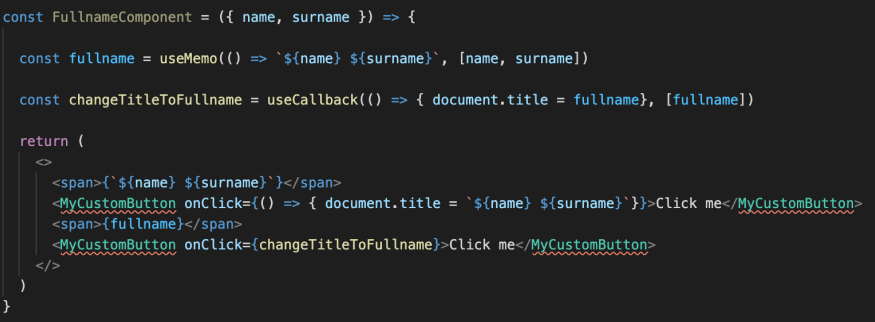 const FullnameComponent = ({ name, surname }) => {
const fullname = useMemo(() => `${name} ${surname}`, [name, surname])
const changeTitleToFullname = useCallback(() => { document.title = fullname}, [fullname])
return (
<>
<span>{`${name} ${surname}`}</span>
<MyCustomButton onClick={() => { document.title = `${name} ${surname}`}}>Click me</MyCustomButton>
<span>{fullname}</span>
<MyCustomButton onClick={changeTitleToFullname}>Click me</MyCustomButton>
</>
)
}